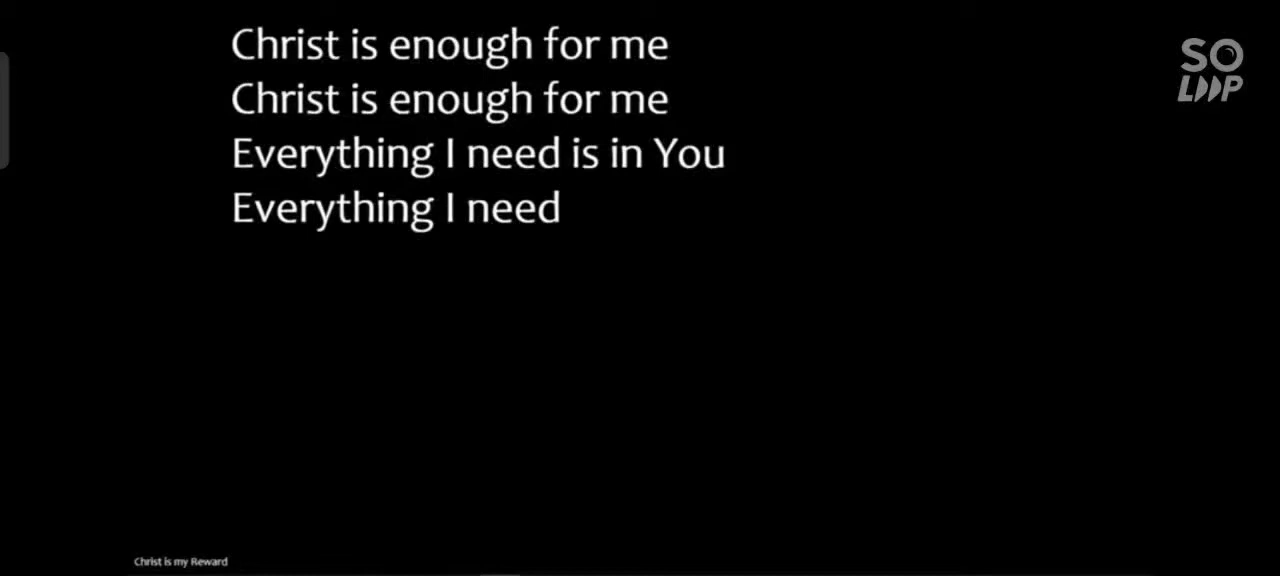 Christ is enough for me
Christ is enough for me
Everything I need is in You
Everything I need
SO
LOOP
Christ is my Reward